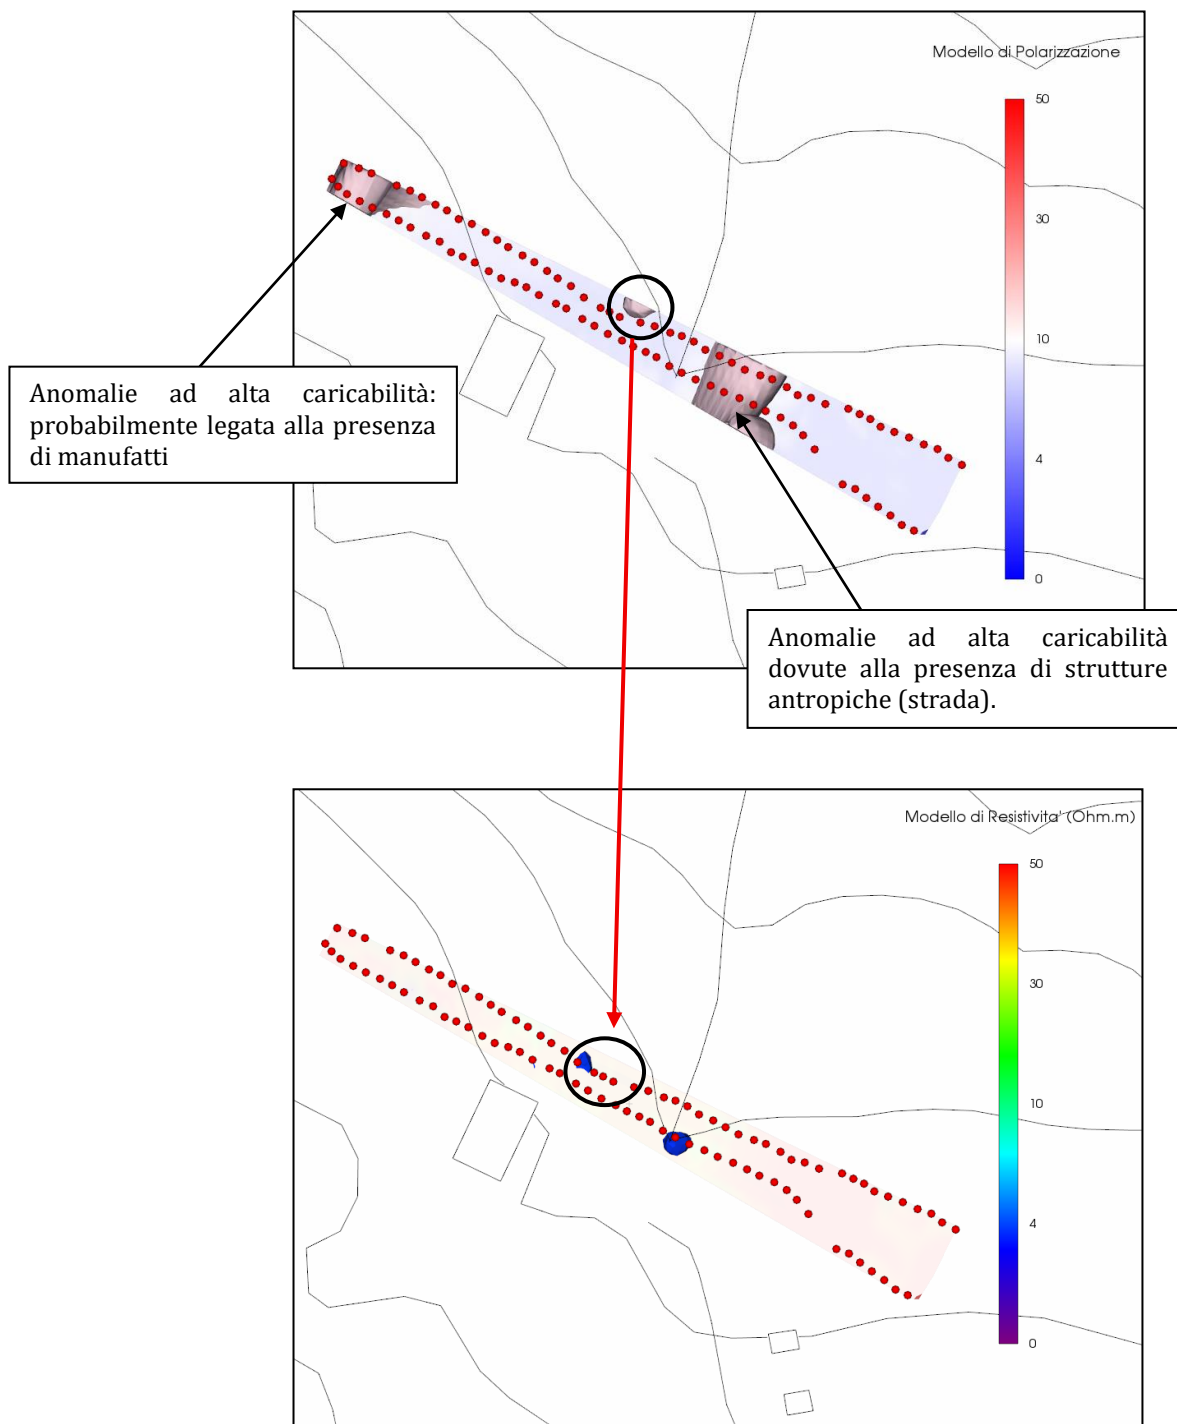 Modello di Polarizzazione
50
30
10
4
0
Anomalie ad alta caricabilità:
probabilmente legata alla presenza
di manufatti
Anomalie ad alta caricabilità
dovute alla presenza di strutture
antropiche (strada).
Modello di Resistivita' (Ohm.m)
50
30
10
4
0